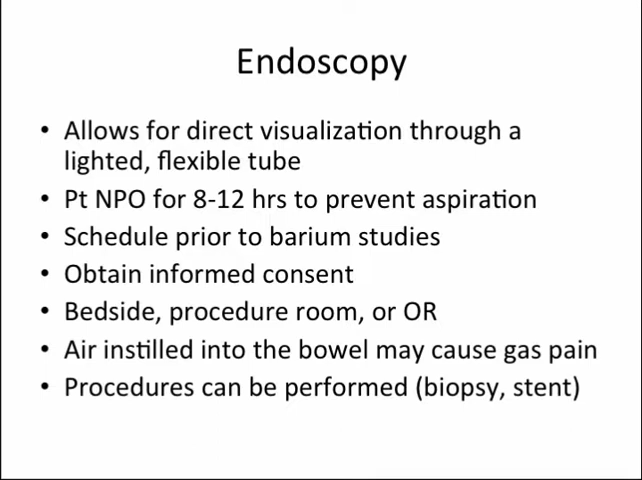 Endoscopy
• Allows for direct visualization through a
lighted, flexible tube
• Pt NPO for 8-12 hrs to prevent aspiration
• Schedule prior to barium studies
• Obtain informed consent
• Bedside, procedure room, or OR
• Air instilled into the bowel may cause gas pain
• Procedures can be performed (biopsy, stent)